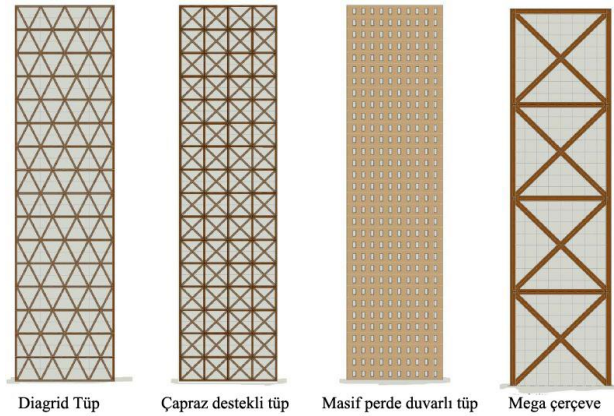 Diagrid Tüp
Çapraz destekli tüp
Masif perde duvarlı tüp
Mega çerçeve